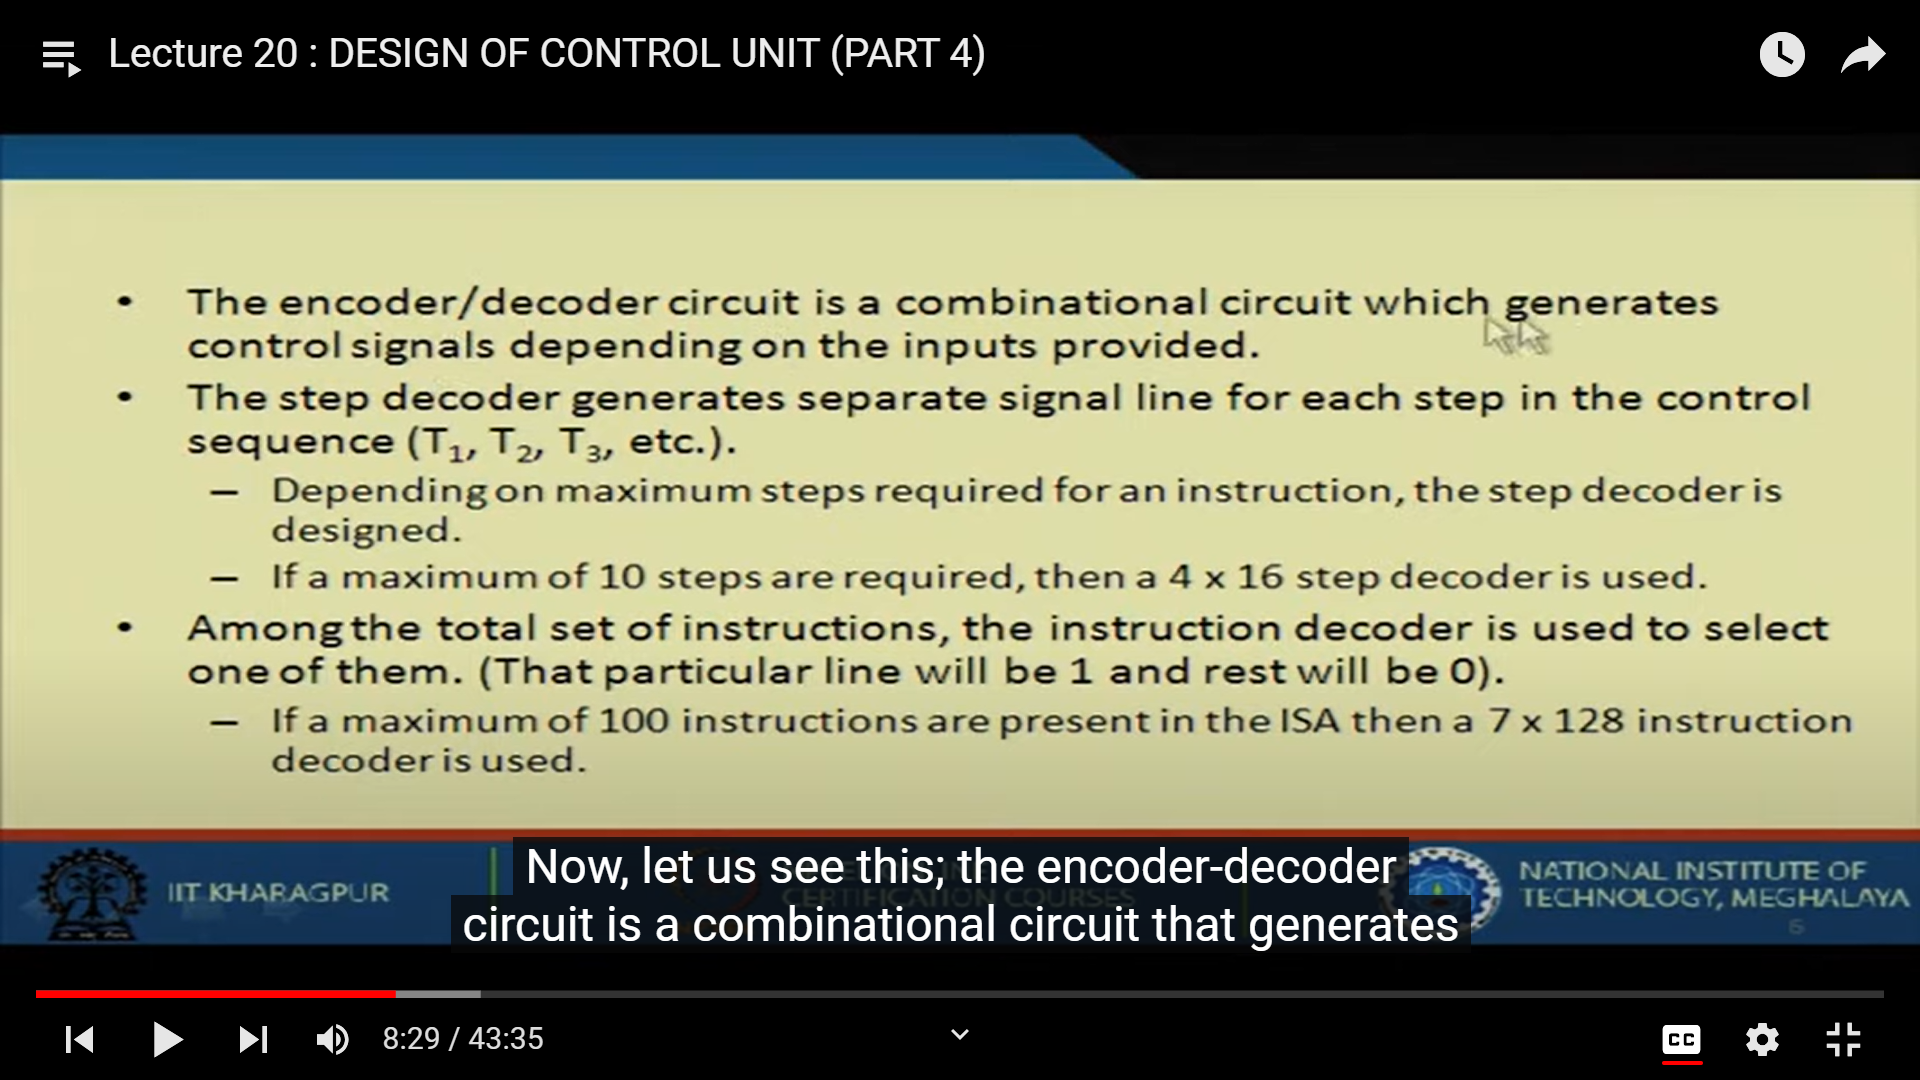 Lecture 20 : DESIGN OF CONTROL UNIT (PART 4)
• The encoder/decoder circuit is a combinational circuit which generates
control signals depending on the inputs provided.
• The step decoder generates separate signal line for each step in the control
sequence (T₁, T₂, T₃, etc.).
– Depending on maximum steps required for an instruction, the step decoder is
designed.
– If a maximum of 10 steps are required, then a 4 x 16 step decoder is used.
• Among the total set of instructions, the instruction decoder is used to select
one of them. (That particular line will be 1 and rest will be 0).
– If a maximum of 100 instructions are present in the ISA then a 7 x 128 instruction
decoder is used.
Now, let us see this; the encoder-decoder
circuit is a combinational circuit that generates
IIT KHARAGPUR
CERTIFICATION COURSES
NATIONAL INSTITUTE OF
TECHNOLOGY, MEGHALAYA
6
8:29 / 43:35
CC